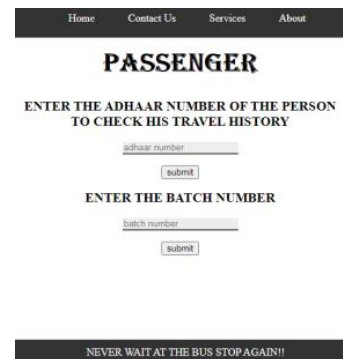 Home Contact Us Services About
PASSENGER
ENTER THE ADHAAR NUMBER OF THE PERSON
TO CHECK HIS TRAVEL HISTORY
adhaar number
submit
ENTER THE BATCH NUMBER
batch number
submit
NEVER WAIT AT THE BUS STOP AGAIN!!